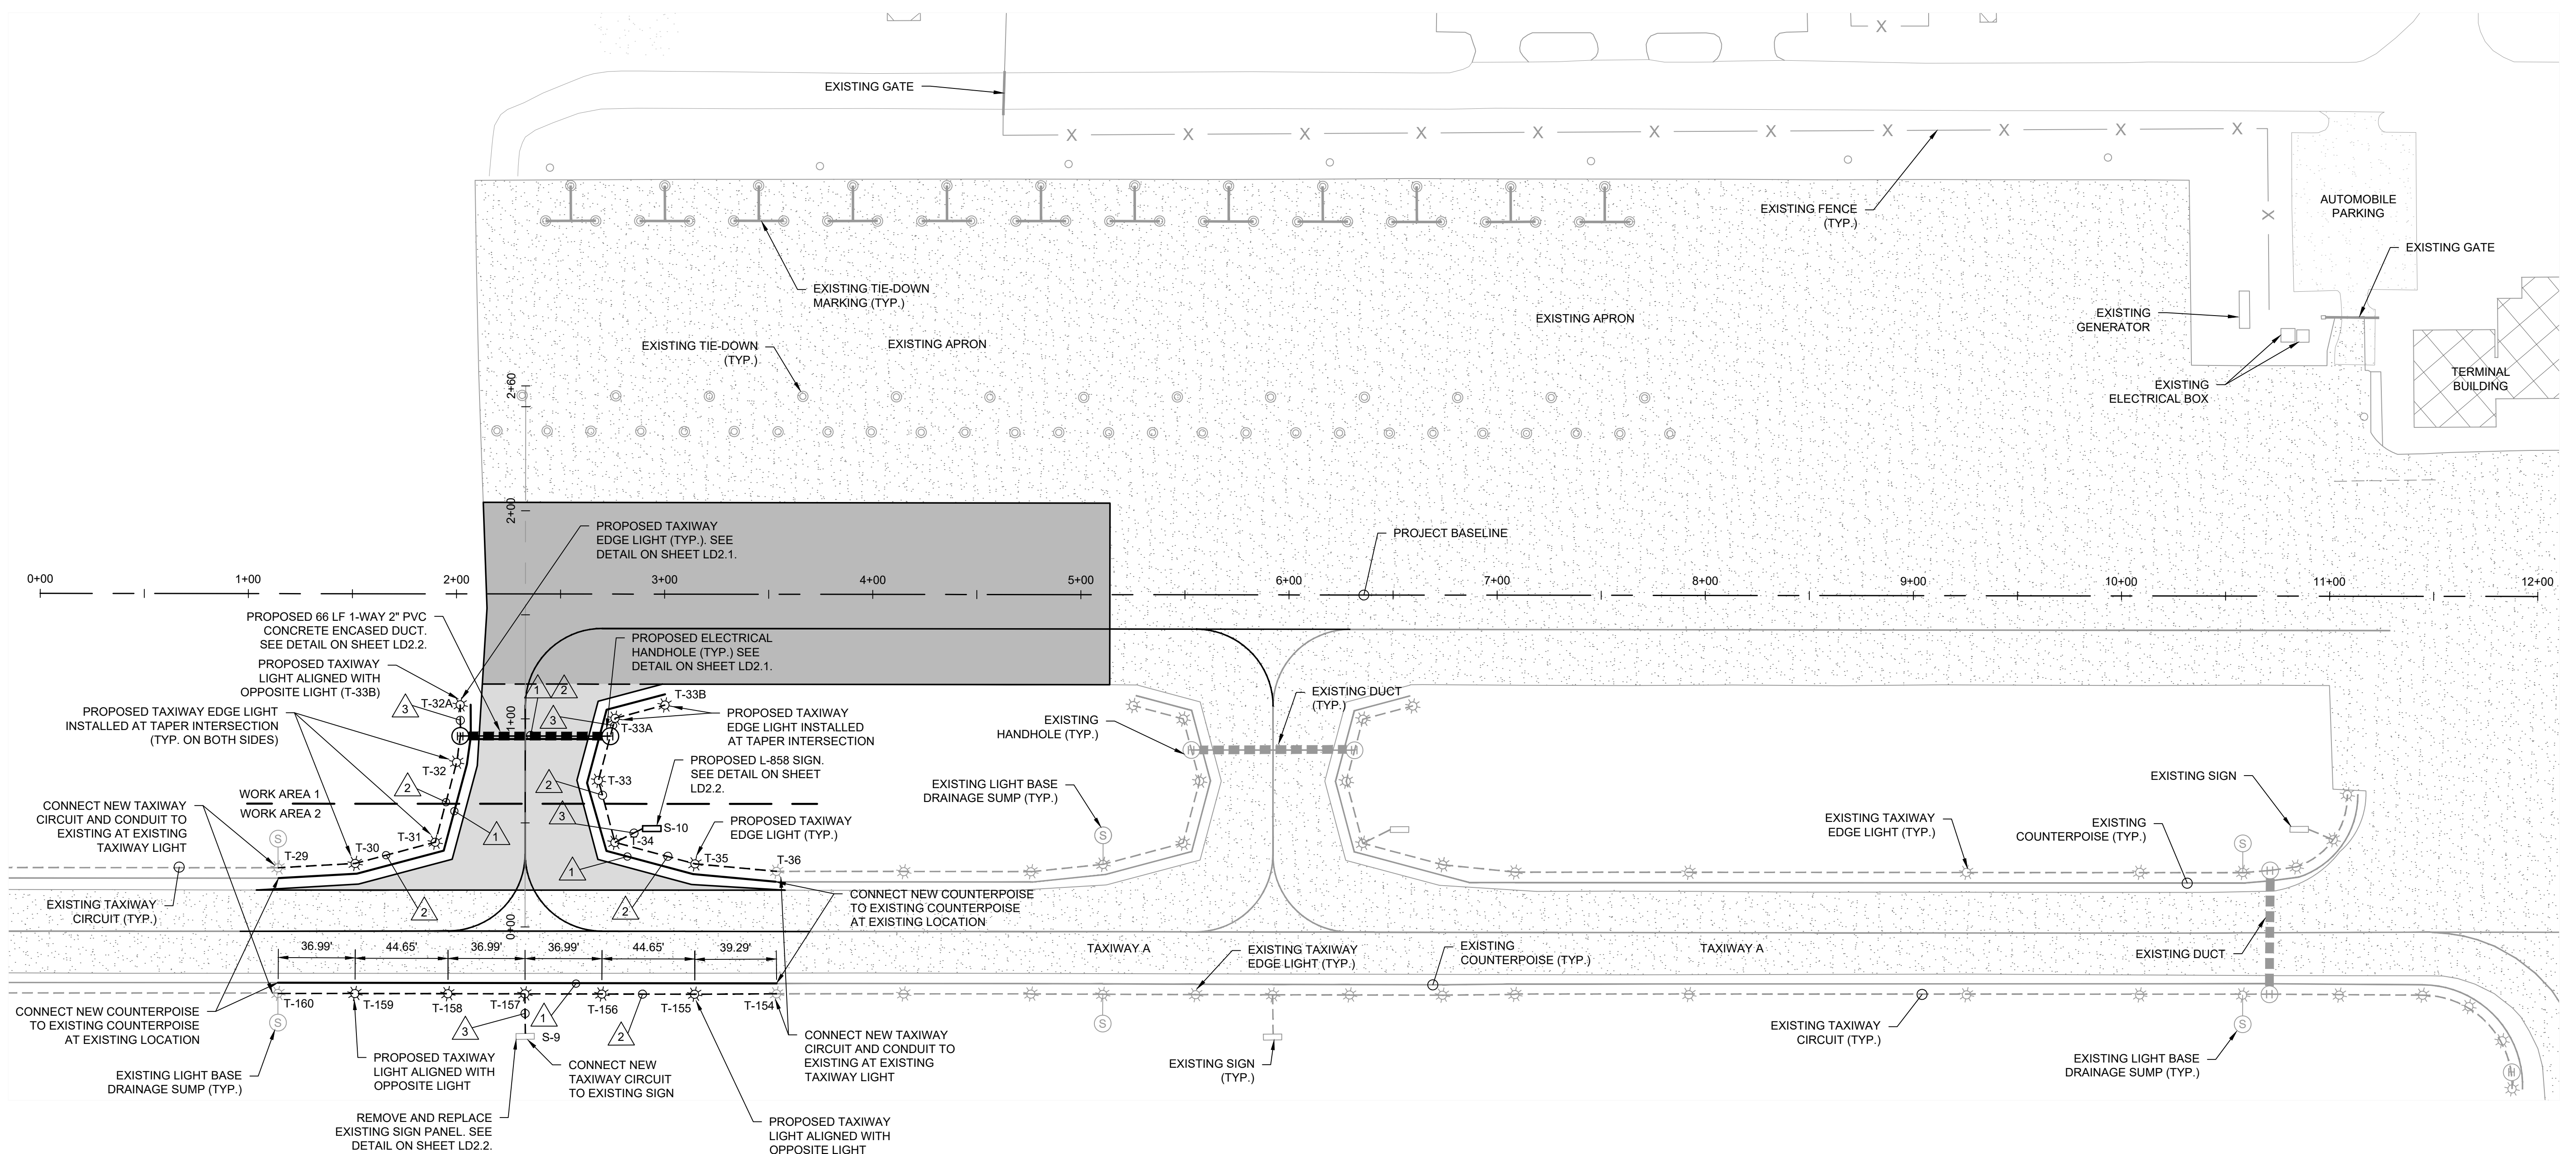 X
EXISTING GATE
X X X X X X X X X X X
AUTOMOBILE
PARKING
EXISTING FENCE
(TYP.)
X
EXISTING GATE
EXISTING TIE-DOWN
MARKING (TYP.)
EXISTING APRON
EXISTING
GENERATOR
EXISTING TIE-DOWN
(TYP.)
EXISTING APRON
TERMINAL
BUILDING
EXISTING
ELECTRICAL BOX
2+60
2+00
PROPOSED TAXIWAY
EDGE LIGHT (TYP.). SEE
DETAIL ON SHEET LD2.1.
PROJECT BASELINE
0+00 1+00 2+00 3+00 4+00 5+00 6+00 7+00 8+00 9+00 10+00 11+00 12+00
PROPOSED 66 LF 1-WAY 2" PVC
CONCRETE ENCASED DUCT.
SEE DETAIL ON SHEET LD2.2.
PROPOSED ELECTRICAL
HANDHOLE (TYP.) SEE
DETAIL ON SHEET LD2.1.
PROPOSED TAXIWAY
LIGHT ALIGNED WITH
OPPOSITE LIGHT (T-33B)
1 2
T-33B
3
T-32A
3
1+00
T-33A
PROPOSED TAXIWAY EDGE LIGHT
INSTALLED AT TAPER INTERSECTION
(TYP. ON BOTH SIDES)
PROPOSED TAXIWAY
EDGE LIGHT INSTALLED
AT TAPER INTERSECTION
EXISTING DUCT
(TYP.)
EXISTING
HANDHOLE (TYP.)
H H
H H
T-32
2
T-33
2
PROPOSED L-858 SIGN.
SEE DETAIL ON SHEET
LD2.2.
EXISTING LIGHT BASE
DRAINAGE SUMP (TYP.)
EXISTING SIGN
WORK AREA 1
WORK AREA 2
CONNECT NEW TAXIWAY
CIRCUIT AND CONDUIT TO
EXISTING AT EXISTING
TAXIWAY LIGHT
3
S-10
PROPOSED TAXIWAY
EDGE LIGHT (TYP.)
EXISTING TAXIWAY
EDGE LIGHT (TYP.)
EXISTING
COUNTERPOISE (TYP.)
S S S
T-31
1
T-34
T-29
T-30
T-35
T-36
1
H
EXISTING TAXIWAY
CIRCUIT (TYP.)
2
2
CONNECT NEW COUNTERPOISE
TO EXISTING COUNTERPOISE
AT EXISTING LOCATION
0+00
36.99' 44.65' 36.99' 36.99' 44.65' 39.29'
TAXIWAY A
EXISTING TAXIWAY
EDGE LIGHT (TYP.)
EXISTING
COUNTERPOISE (TYP.)
TAXIWAY A
EXISTING DUCT
H
T-160 T-159 T-158 T-157 T-156 T-155 T-154
CONNECT NEW COUNTERPOISE
TO EXISTING COUNTERPOISE
AT EXISTING LOCATION
S S S
3 1 2
S-9
CONNECT NEW TAXIWAY
CIRCUIT AND CONDUIT TO
EXISTING AT EXISTING
TAXIWAY LIGHT
EXISTING TAXIWAY
CIRCUIT (TYP.)
EXISTING LIGHT BASE
DRAINAGE SUMP (TYP.)
PROPOSED TAXIWAY
LIGHT ALIGNED WITH
OPPOSITE LIGHT
CONNECT NEW
TAXIWAY CIRCUIT
TO EXISTING SIGN
EXISTING SIGN
(TYP.)
EXISTING LIGHT BASE
DRAINAGE SUMP (TYP.)
H
REMOVE AND REPLACE
EXISTING SIGN PANEL. SEE
DETAIL ON SHEET LD2.2.
PROPOSED TAXIWAY
LIGHT ALIGNED WITH
OPPOSITE LIGHT